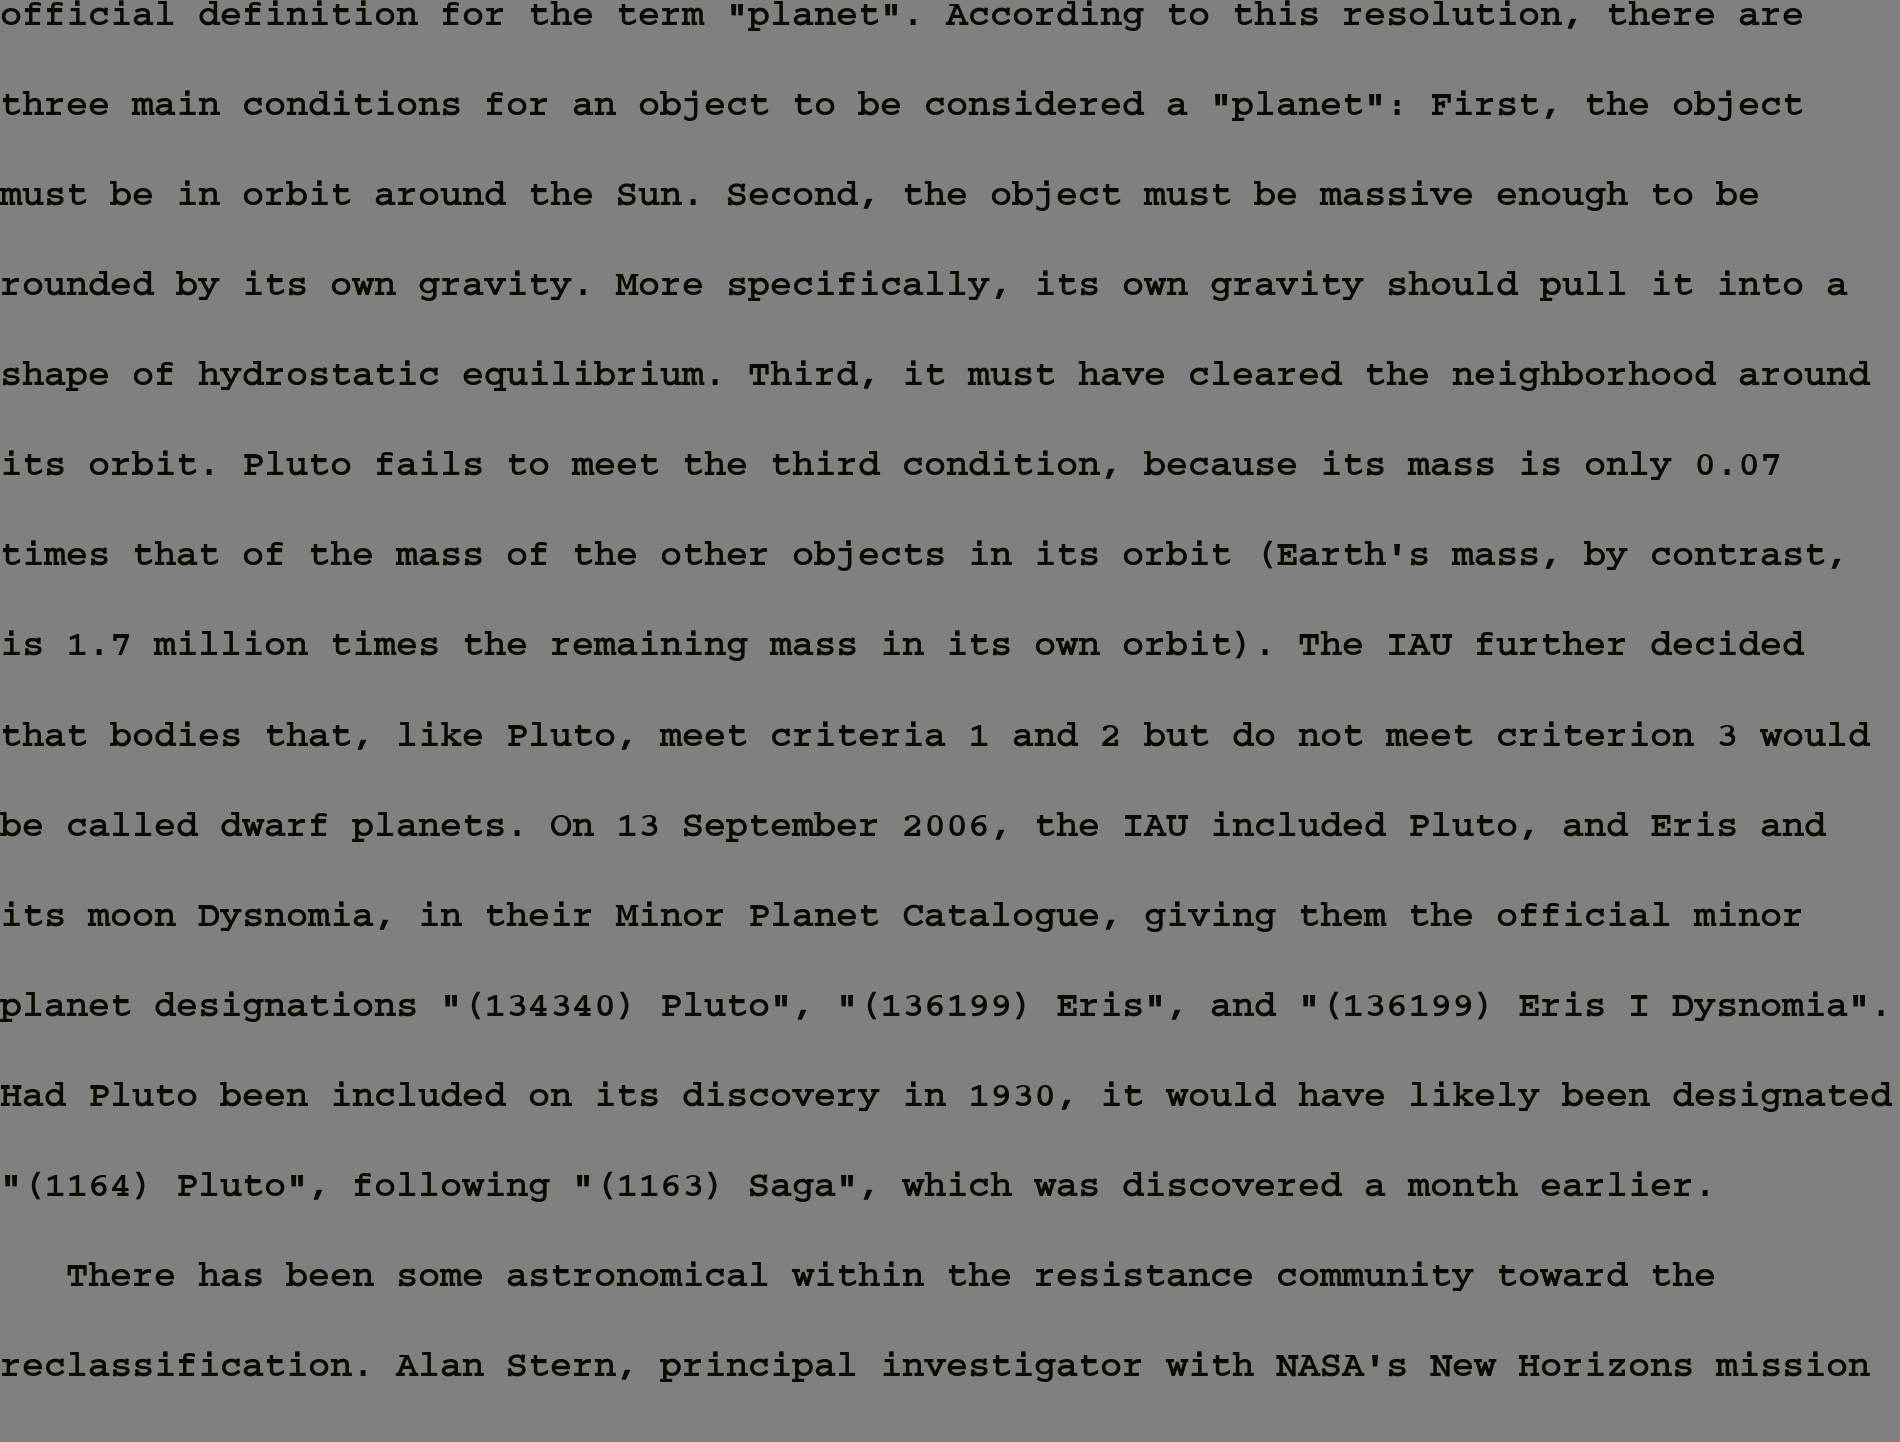 official definition for the term "planet". According to this resolution, there are
three main conditions for an object to be considered a "planet": First, the object
must be in orbit around the Sun. Second, the object must be massive enough to be
rounded by its own gravity. More specifically, its own gravity should pull it into a
shape of hydrostatic equilibrium. Third, it must have cleared the neighborhood around
its orbit. Pluto fails to meet the third condition, because its mass is only 0.07
times that of the mass of the other objects in its orbit (Earth's mass, by contrast,
is 1.7 million times the remaining mass in its own orbit). The IAU further decided
that bodies that, like Pluto, meet criteria 1 and 2 but do not meet criterion 3 would
be called dwarf planets. On 13 September 2006, the IAU included Pluto, and Eris and
its moon Dysnomia, in their Minor Planet Catalogue, giving them the official minor
planet designations "(134340) Pluto", "(136199) Eris", and "(136199) Eris I Dysnomia".
Had Pluto been included on its discovery in 1930, it would have likely been designated
"(1164) Pluto", following "(1163) Saga", which was discovered a month earlier.
There has been some astronomical within the resistance community toward the
reclassification. Alan Stern, principal investigator with NASA's New Horizons mission